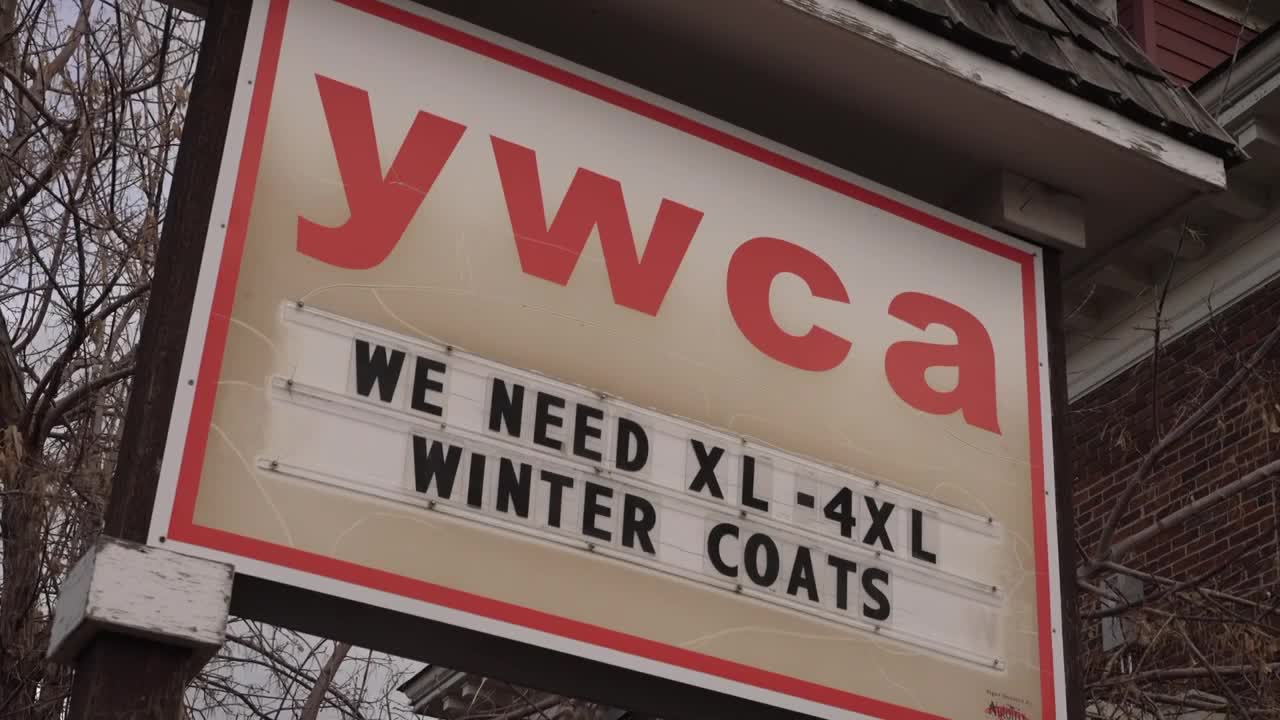 ywca
WE NEED XL-4XL
WINTER COATS